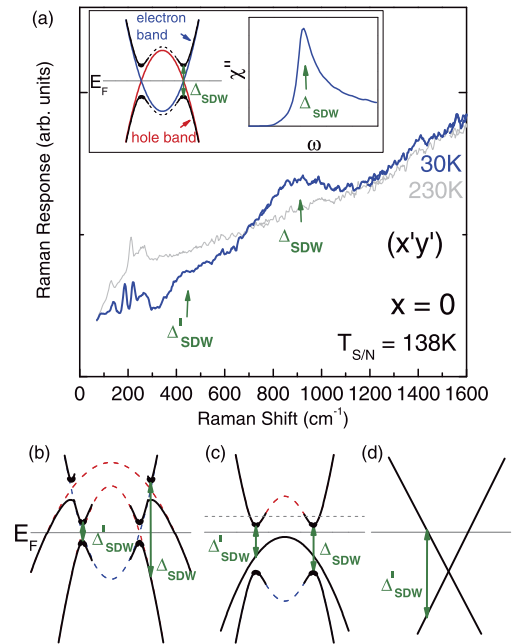 (a)
electron
band
E_F
Δ_SDW
hole band
χ''
Δ_SDW
ω
Raman Response (arb. units)
30K
230K
Δ_SDW
(x'y')
Δ'_SDW
x = 0
T_S/N = 138K
0 200 400 600 800 1000 1200 1400 1600
Raman Shift (cm⁻¹)
(b) (c) (d)
E_F
Δ'_SDW
Δ_SDW
Δ'_SDW
Δ_SDW
Δ'_SDW